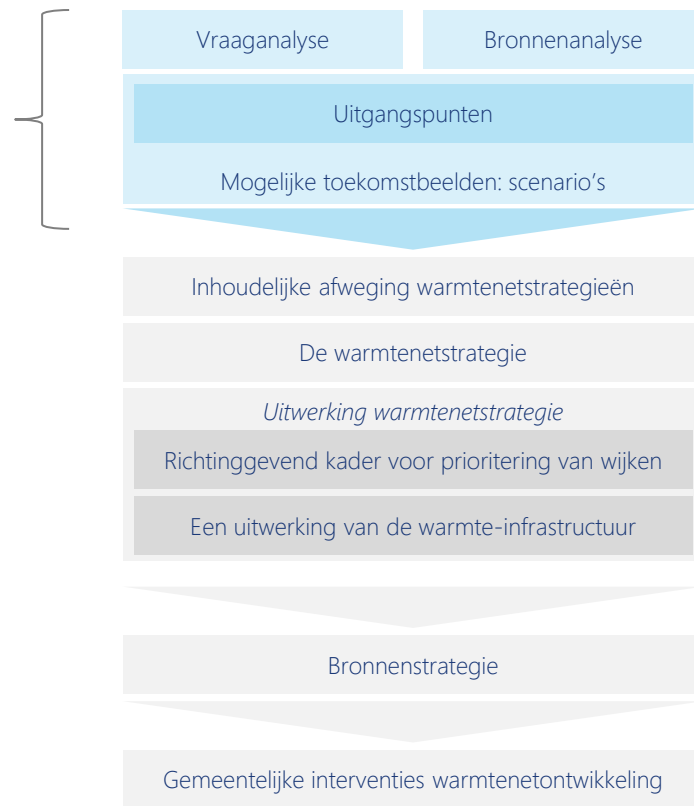 Vraaganalyse
Bronnenanalyse
Uitgangspunten
Mogelijke toekomstbeelden: scenario's
Inhoudelijke afweging warmtenetstrategieën
De warmtenetstrategie
Uitwerking warmtenetstrategie
Richtinggevend kader voor prioritering van wijken
Een uitwerking van de warmte-infrastructuur
Bronnenstrategie
Gemeentelijke interventies warmtenetontwikkeling